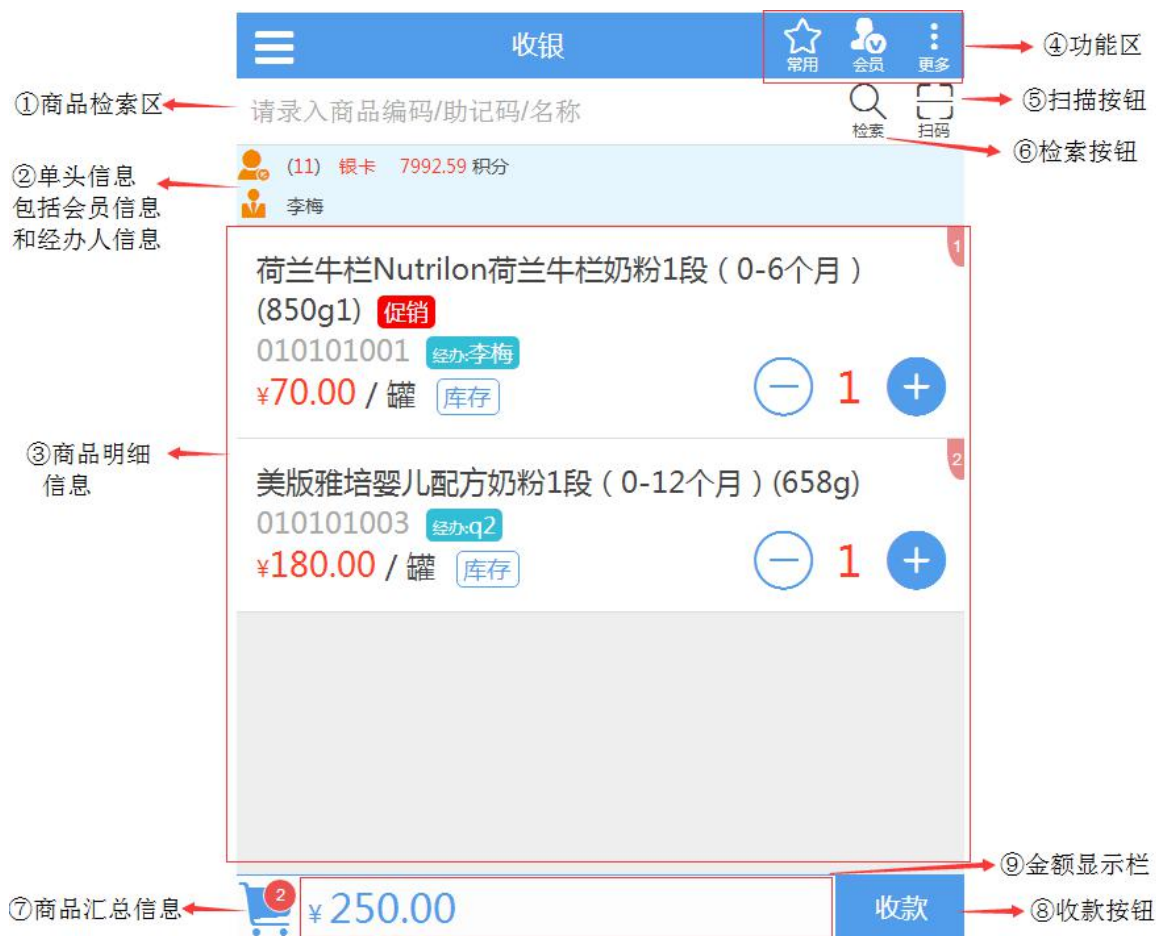 收银
常用
会员
更多
④功能区
①商品检索区
请录入商品编码/助记码/名称
检索
扫码
⑤扫描按钮
⑥检索按钮
②单头信息
包括会员信息
和经办人信息
(11) 银卡 7992.59 积分
李梅
1
荷兰牛栏Nutrilon荷兰牛栏奶粉1段（0-6个月）
(850g1) 促销
010101001 经办:李梅
¥70.00 / 罐 库存
1
③商品明细
信息
2
美版雅培婴儿配方奶粉1段（0-12个月）(658g)
010101003 经办:q2
¥180.00 / 罐 库存
1
⑨金额显示栏
⑦商品汇总信息
2
¥250.00
收款
⑧收款按钮